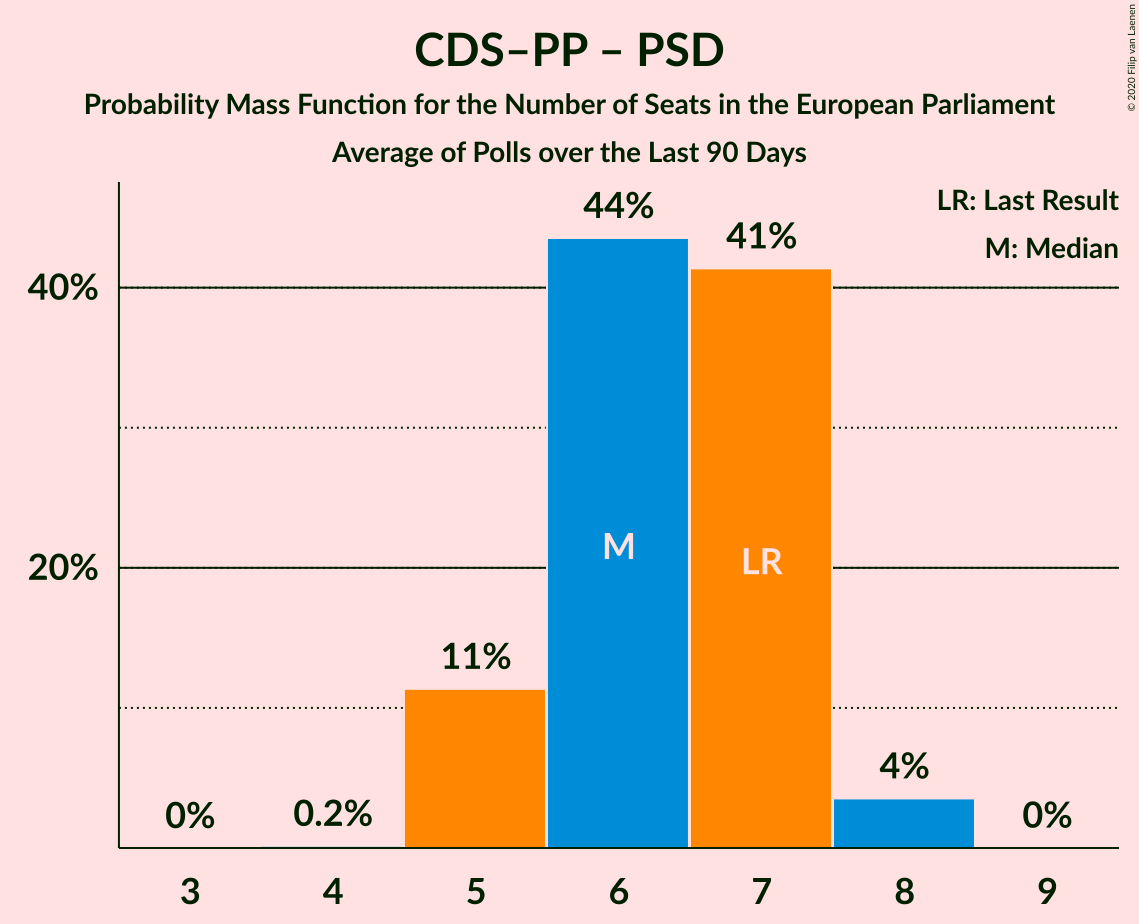 CDS–PP – PSD
Probability Mass Function for the Number of Seats in the European Parliament
Average of Polls over the Last 90 Days
© 2020 Filip van Laenen
LR: Last Result
M: Median
40%
20%
0%
0.2%
11%
44%
41%
4%
0%
M
LR
3
4
5
6
7
8
9